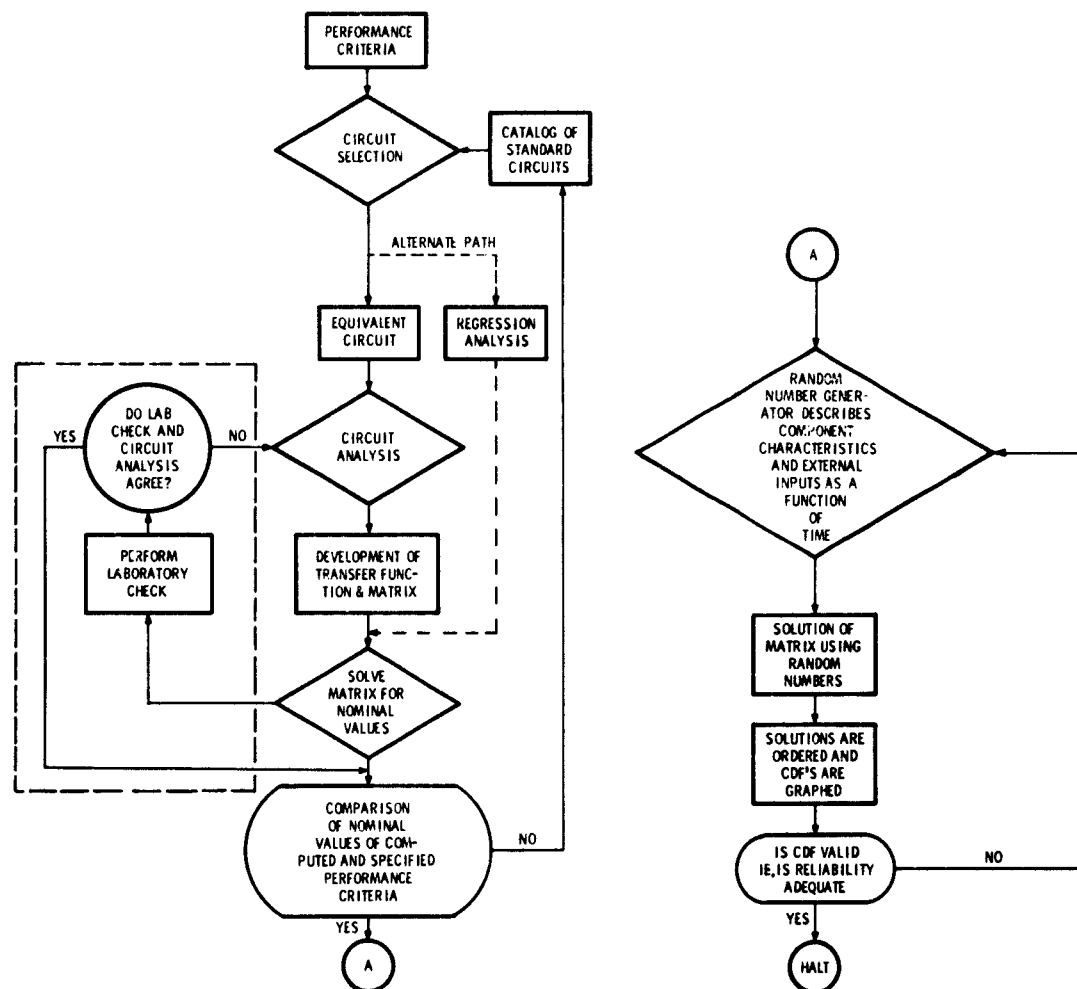 PERFORMANCE
CRITERIA
CIRCUIT
SELECTION
CATALOG OF
STANDARD
CIRCUITS
ALTERNATE PATH
EQUIVALENT
CIRCUIT
REGRESSION
ANALYSIS
YES
DO LAB
CHECK AND
CIRCUIT
ANALYSIS
AGREE?
NO
CIRCUIT
ANALYSIS
PERFORM
LABORATORY
CHECK
DEVELOPMENT OF
TRANSFER FUNC-
TION & MATRIX
SOLVE
MATRIX FOR
NOMINAL
VALUES
COMPARISON
OF NOMINAL
VALUES OF COM-
PUTED AND SPECIFIED
PERFORMANCE
CRITERIA
NO
YES
A
A
RANDOM
NUMBER GENER-
ATOR DESCRIBES
COMPONENT
CHARACTERISTICS
AND EXTERNAL
INPUTS AS A
FUNCTION
OF
TIME
SOLUTION OF
MATRIX USING
RANDOM
NUMBERS
SOLUTIONS ARE
ORDERED AND
CDF'S ARE
GRAPHED
IS CDF VALID
IE, IS RELIABILITY
ADEQUATE
NO
YES
HALT